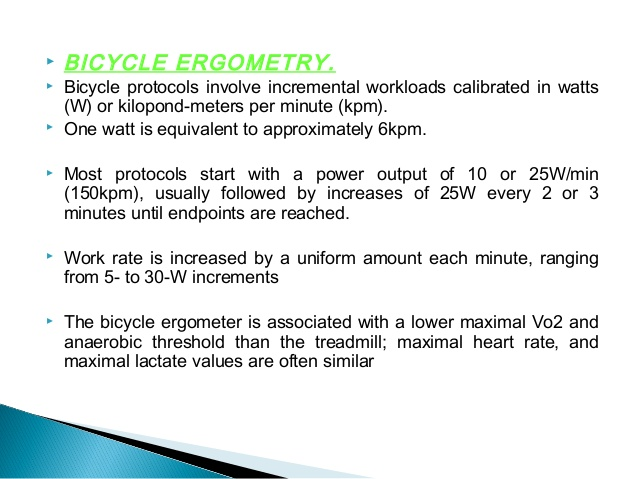 BICYCLE ERGOMETRY.
Bicycle protocols involve incremental workloads calibrated in watts
(W) or kilopond-meters per minute (kpm).
One watt is equivalent to approximately 6kpm.
Most protocols start with a power output of 10 or 25W/min
(150kpm), usually followed by increases of 25W every 2 or 3
minutes until endpoints are reached.
Work rate is increased by a uniform amount each minute, ranging
from 5- to 30-W increments
The bicycle ergometer is associated with a lower maximal Vo2 and
anaerobic threshold than the treadmill; maximal heart rate, and
maximal lactate values are often similar